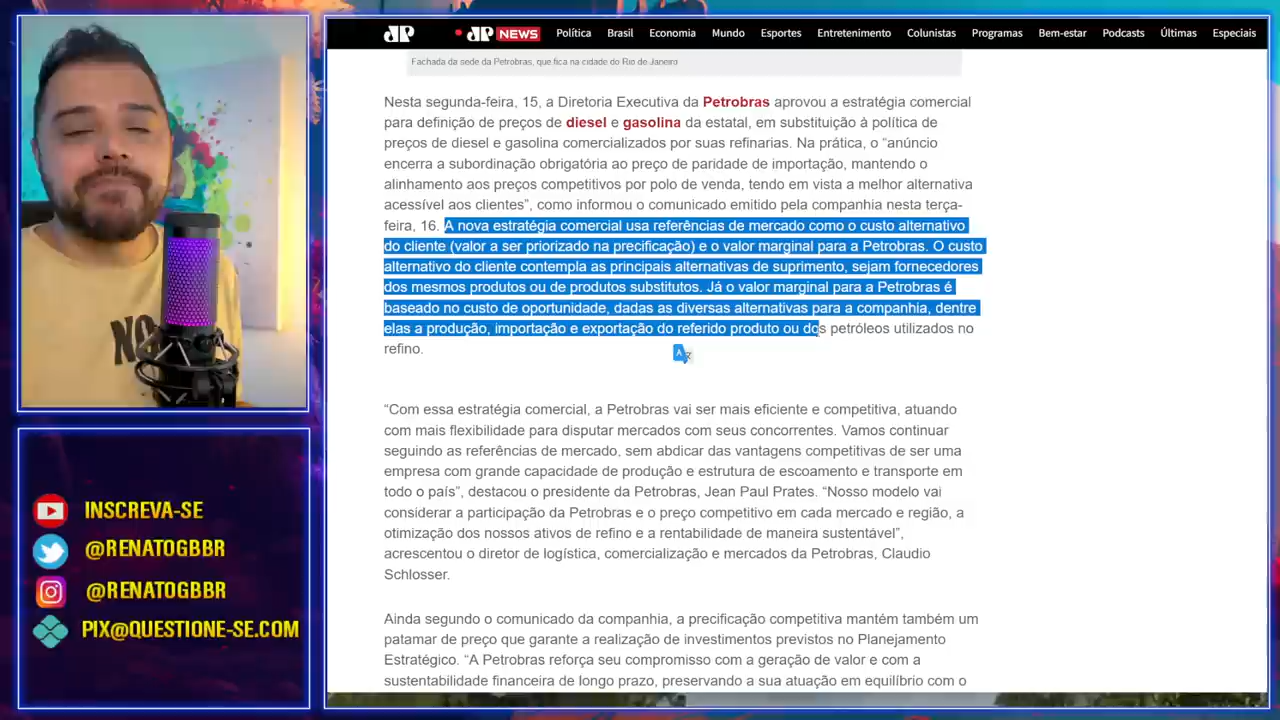 JP JP NEWS Política Brasil Economia Mundo Esportes Entretenimento Colunistas Programas Bem-estar Podcasts Últimas Especiais
Fachada da sede da Petrobras, que fica na cidade do Rio de Janeiro
Nesta segunda-feira, 15, a Diretoria Executiva da Petrobras aprovou a estratégia comercial
para definição de preços de diesel e gasolina da estatal, em substituição à política de
preços de diesel e gasolina comercializados por suas refinarias. Na prática, o “anúncio
encerra a subordinação obrigatória ao preço de paridade de importação, mantendo o
alinhamento aos preços competitivos por polo de venda, tendo em vista a melhor alternativa
acessível aos clientes”, como informou o comunicado emitido pela companhia nesta terça-
feira, 16. A nova estratégia comercial usa referências de mercado como o custo alternativo
do cliente (valor a ser priorizado na precificação) e o valor marginal para a Petrobras. O custo
alternativo do cliente contempla as principais alternativas de suprimento, sejam fornecedores
dos mesmos produtos ou de produtos substitutos. Já o valor marginal para a Petrobras é
baseado no custo de oportunidade, dadas as diversas alternativas para a companhia, dentre
elas a produção, importação e exportação do referido produto ou dos petróleos utilizados no
refino.
“Com essa estratégia comercial, a Petrobras vai ser mais eficiente e competitiva, atuando
com mais flexibilidade para disputar mercados com seus concorrentes. Vamos continuar
seguindo as referências de mercado, sem abdicar das vantagens competitivas de ser uma
empresa com grande capacidade de produção e estrutura de escoamento e transporte em
todo o país”, destacou o presidente da Petrobras, Jean Paul Prates. “Nosso modelo vai
considerar a participação da Petrobras e o preço competitivo em cada mercado e região, a
otimização dos nossos ativos de refino e a rentabilidade de maneira sustentável”,
acrescentou o diretor de logística, comercialização e mercados da Petrobras, Claudio
Schlosser.
Ainda segundo o comunicado da companhia, a precificação competitiva mantém também um
patamar de preço que garante a realização de investimentos previstos no Planejamento
Estratégico. “A Petrobras reforça seu compromisso com a geração de valor e com a
sustentabilidade financeira de longo prazo, preservando a sua atuação em equilíbrio com o
INSCREVA-SE
@RENATOGBBR
@RENATOGBBR
PIX@QUESTIONE-SE.COM